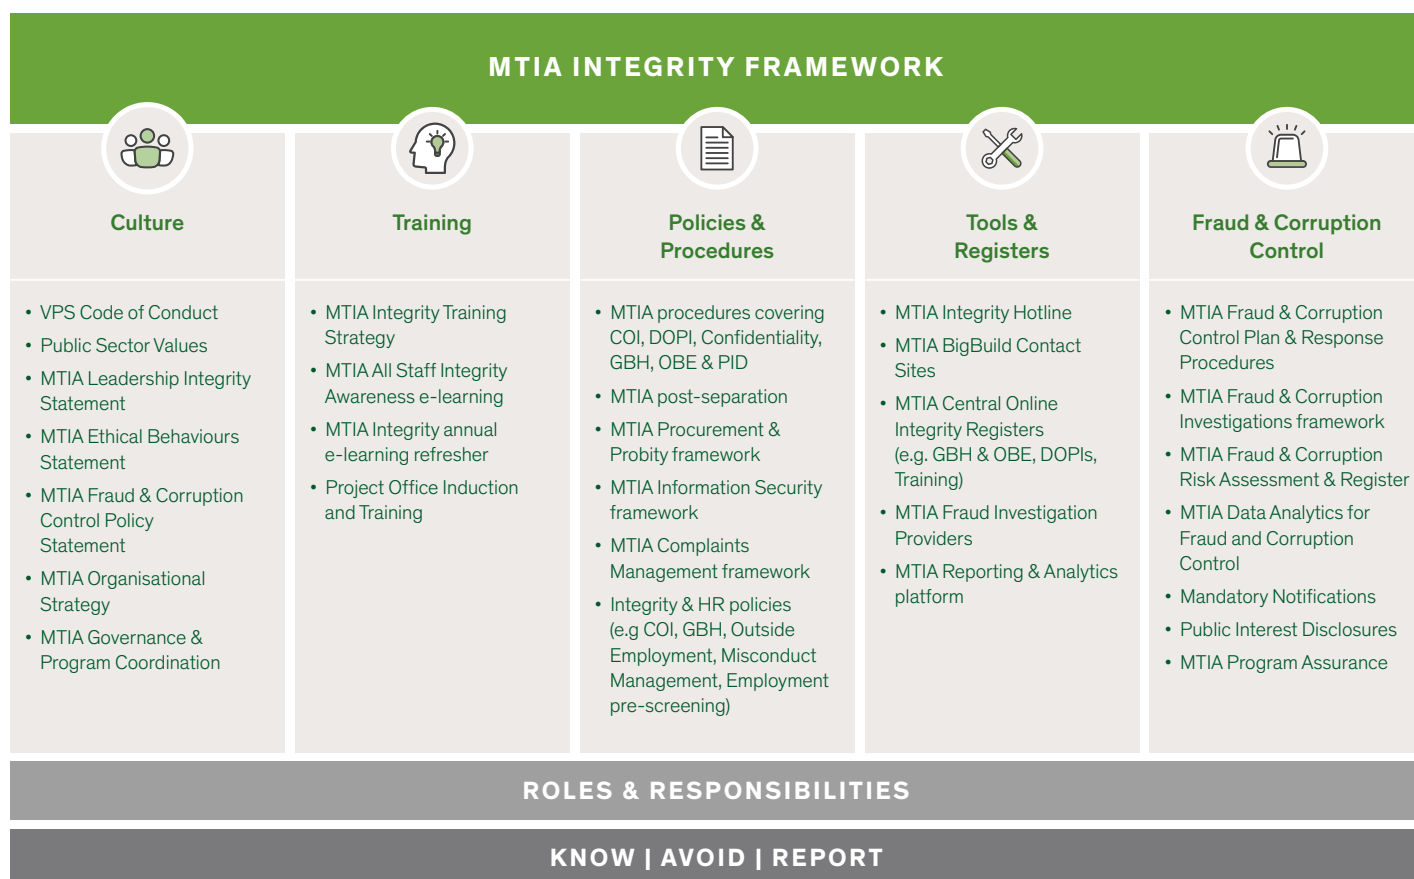 MTIA INTEGRITY FRAMEWORK
Culture
• VPS Code of Conduct
• Public Sector Values
• MTIA Leadership Integrity
Statement
• MTIA Ethical Behaviours
Statement
• MTIA Fraud & Corruption
Control Policy
Statement
• MTIA Organisational
Strategy
• MTIA Governance &
Program Coordination
Training
• MTIA Integrity Training
Strategy
• MTIA All Staff Integrity
Awareness e-learning
• MTIA Integrity annual
e-learning refresher
• Project Office Induction
and Training
Policies &
Procedures
• MTIA procedures covering
COI, DOPI, Confidentiality,
GBH, OBE & PID
• MTIA post-separation
• MTIA Procurement &
Probity framework
• MTIA Information Security
framework
• MTIA Complaints
Management framework
• Integrity & HR policies
(e.g COI, GBH, Outside
Employment, Misconduct
Management, Employment
pre-screening)
Tools &
Registers
• MTIA Integrity Hotline
• MTIA BigBuild Contact
Sites
• MTIA Central Online
Integrity Registers
(e.g. GBH & OBE, DOPIs,
Training)
• MTIA Fraud Investigation
Providers
• MTIA Reporting & Analytics
platform
Fraud & Corruption
Control
• MTIA Fraud & Corruption
Control Plan & Response
Procedures
• MTIA Fraud & Corruption
Investigations framework
• MTIA Fraud & Corruption
Risk Assessment & Register
• MTIA Data Analytics for
Fraud and Corruption
Control
• Mandatory Notifications
• Public Interest Disclosures
• MTIA Program Assurance
ROLES & RESPONSIBILITIES
KNOW | AVOID | REPORT